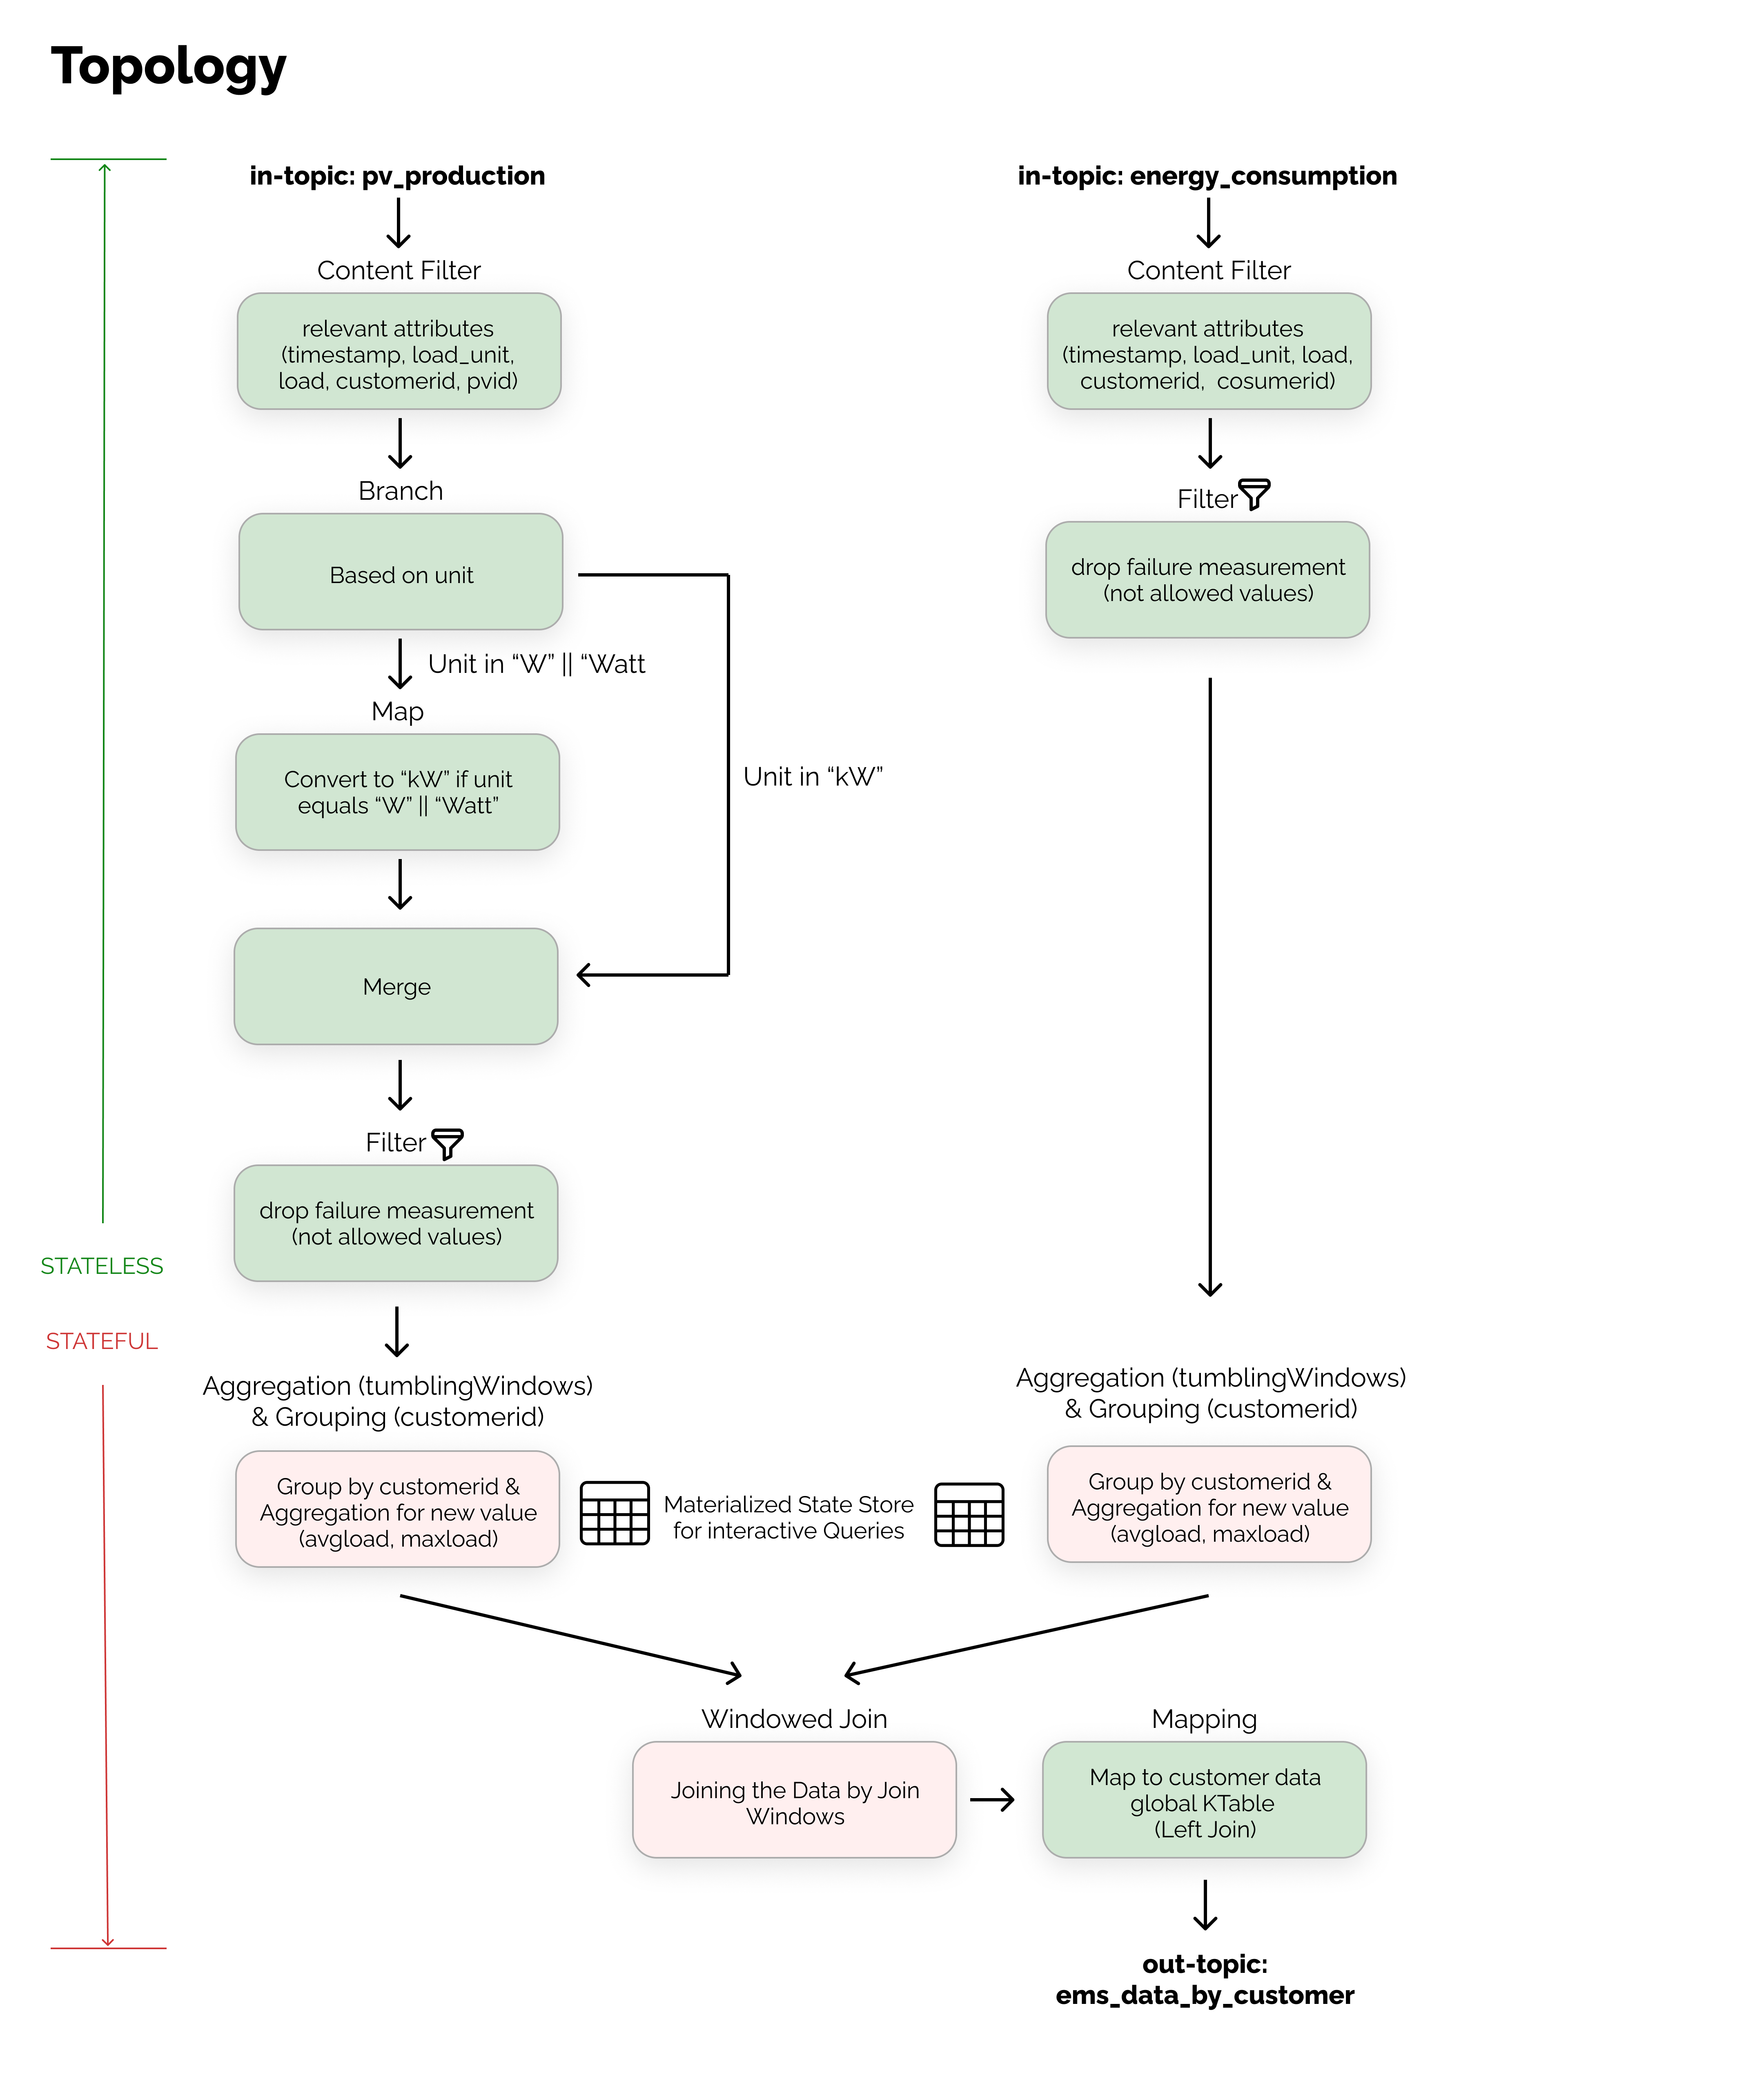 Topology
in-topic: pv_production
Content Filter
relevant attributes
(timestamp, load_unit,
load, customerid, pvid)
Branch
Based on unit
Unit in “W” || “Watt
Unit in “kW”
Map
Convert to “kW” if unit
equals “W” || “Watt”
Merge
Filter
drop failure measurement
(not allowed values)
in-topic: energy_consumption
Content Filter
relevant attributes
(timestamp, load_unit, load,
customerid,  cosumerid)
Filter
drop failure measurement
(not allowed values)
STATELESS
STATEFUL
Aggregation (tumblingWindows)
& Grouping (customerid)
Group by customerid &
Aggregation for new value
(avgload, maxload)
Materialized State Store
for interactive Queries
Aggregation (tumblingWindows)
& Grouping (customerid)
Group by customerid &
Aggregation for new value
(avgload, maxload)
Windowed Join
Joining the Data by Join
Windows
Mapping
Map to customer data
global KTable
(Left Join)
out-topic:
ems_data_by_customer